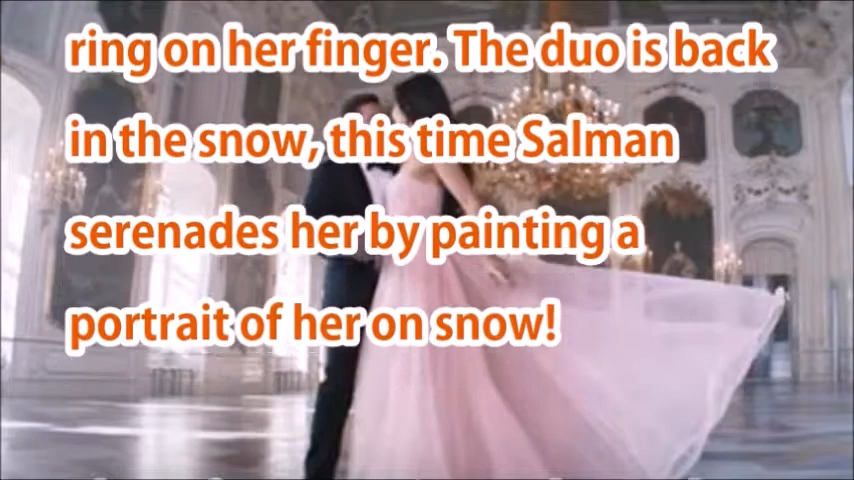 ring on her finger. The duo is back
in the snow, this time Salman
serenades her by painting a
portrait of her on snow!